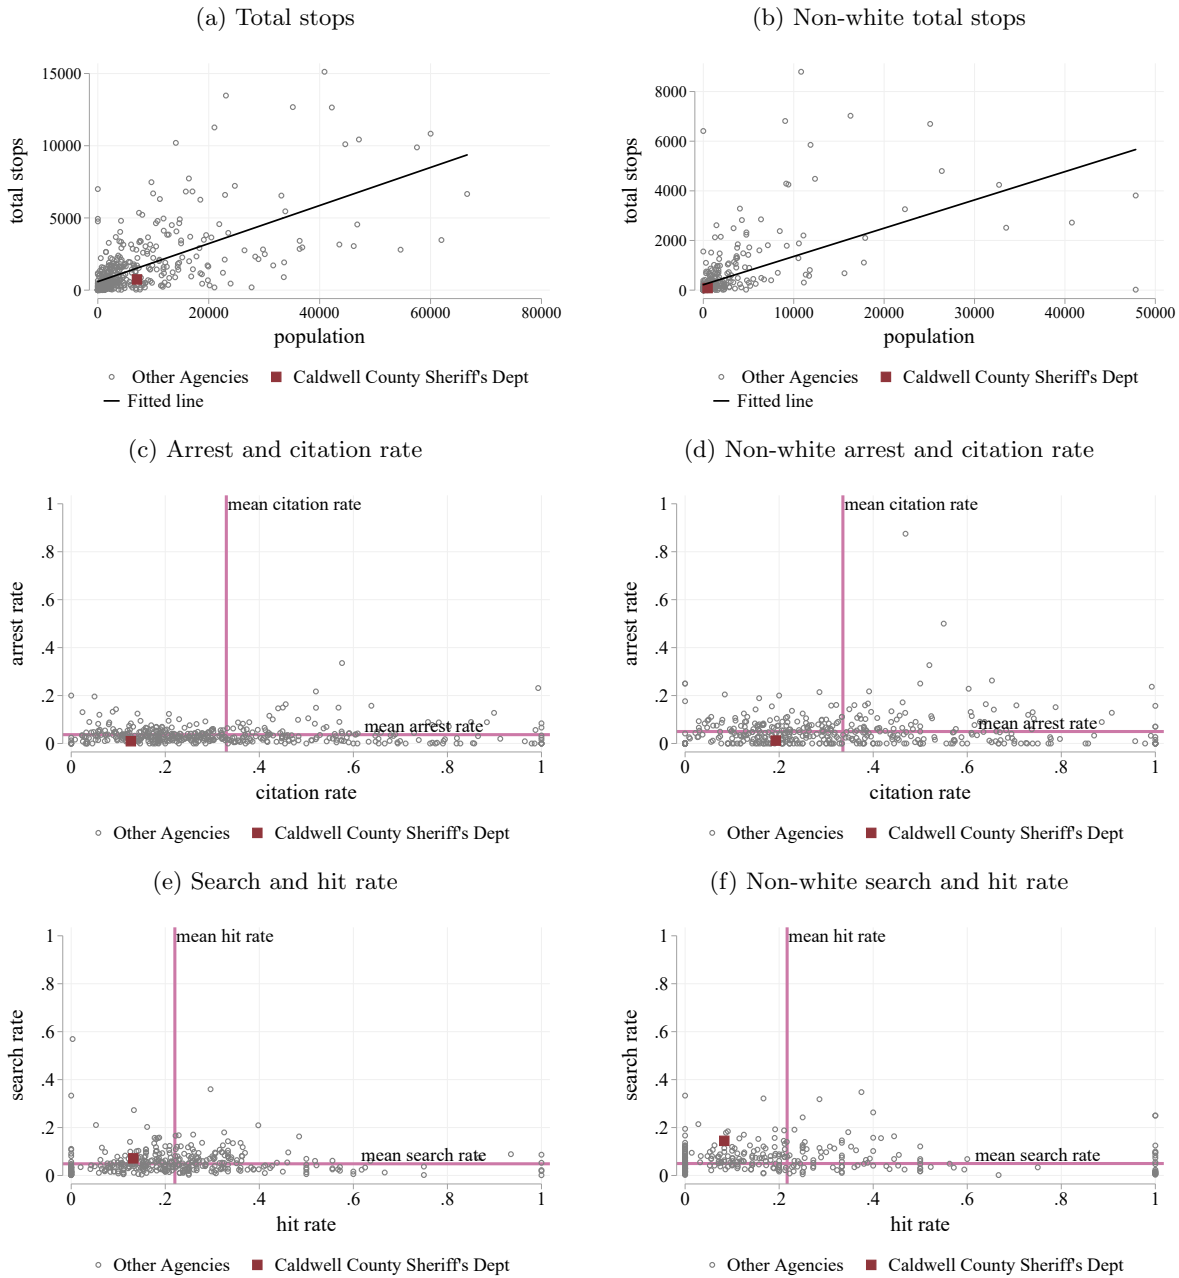 (a) Total stops
total stops
15000
10000
5000
0
0 20000 40000 60000 80000
population
Other Agencies Caldwell County Sheriff's Dept
Fitted line
(b) Non-white total stops
total stops
8000
6000
4000
2000
0
0 10000 20000 30000 40000 50000
population
Other Agencies Caldwell County Sheriff's Dept
Fitted line
(c) Arrest and citation rate
arrest rate
1
.8
.6
.4
.2
0
mean citation rate
mean arrest rate
0 .2 .4 .6 .8 1
citation rate
Other Agencies Caldwell County Sheriff's Dept
(d) Non-white arrest and citation rate
arrest rate
1
.8
.6
.4
.2
0
mean citation rate
mean arrest rate
0 .2 .4 .6 .8 1
citation rate
Other Agencies Caldwell County Sheriff's Dept
(e) Search and hit rate
search rate
1
.8
.6
.4
.2
0
mean hit rate
mean search rate
0 .2 .4 .6 .8 1
hit rate
Other Agencies Caldwell County Sheriff's Dept
(f) Non-white search and hit rate
search rate
1
.8
.6
.4
.2
0
mean hit rate
mean search rate
0 .2 .4 .6 .8 1
hit rate
Other Agencies Caldwell County Sheriff's Dept